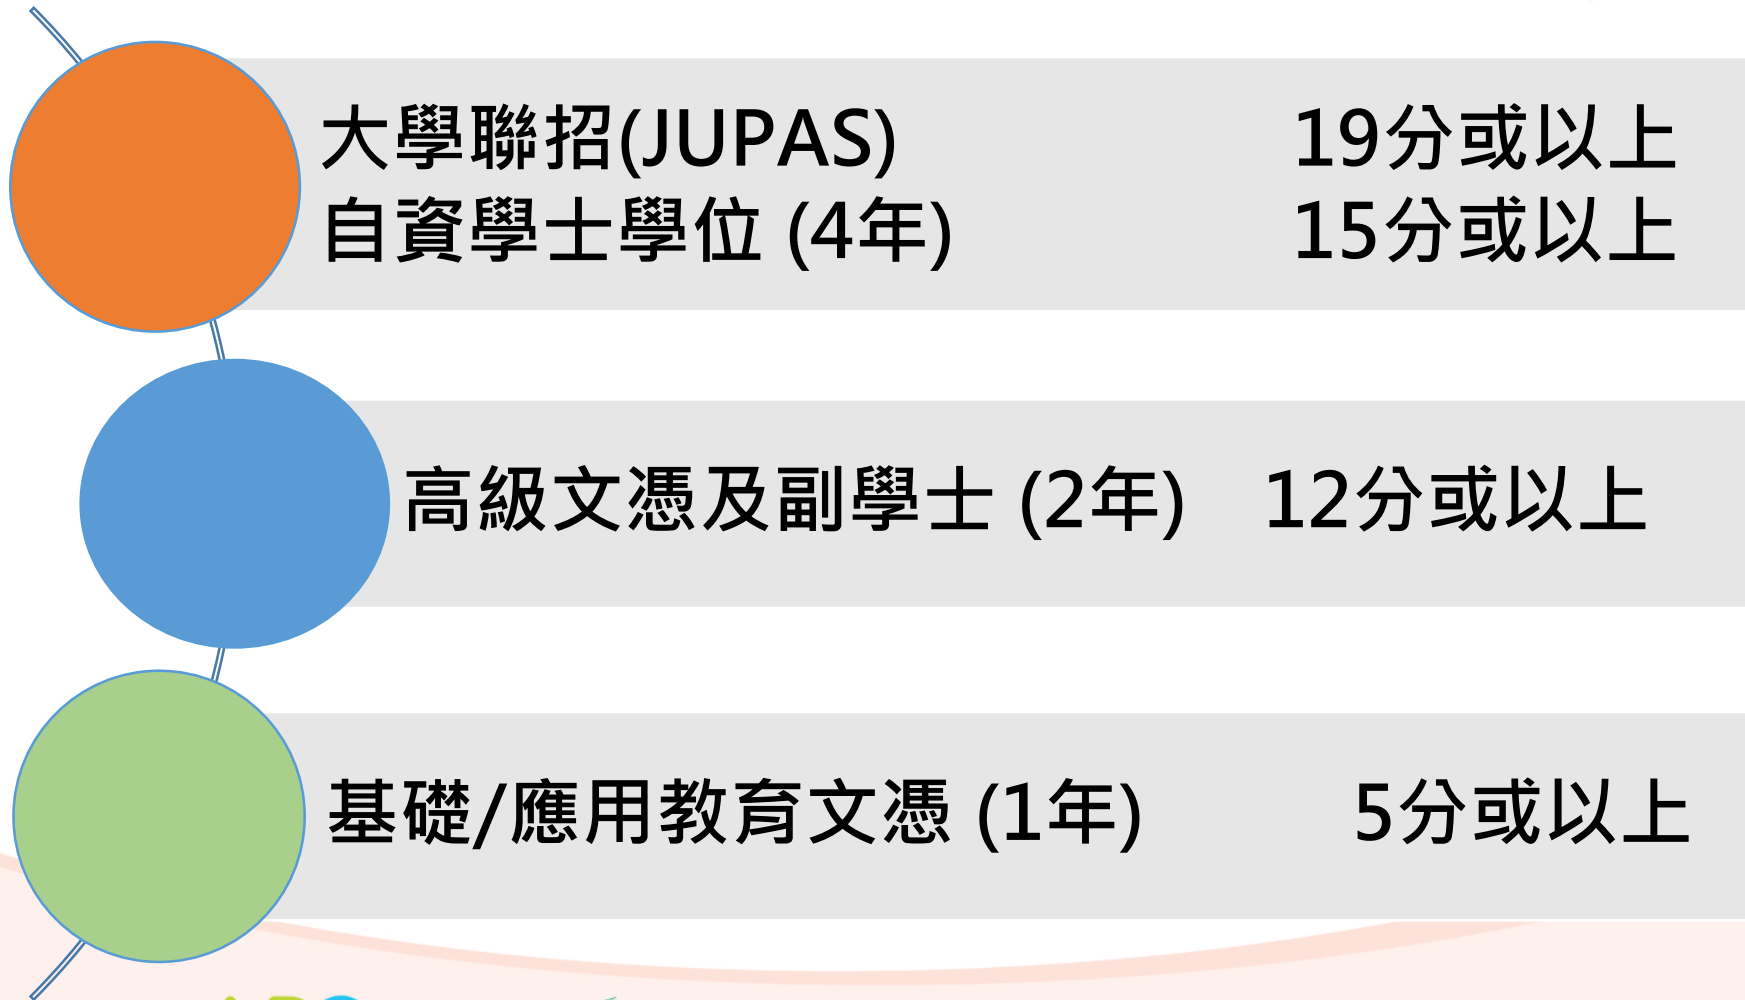 大學聯招(JUPAS) 19分或以上
自資學士學位 (4年) 15分或以上
高級文憑及副學士 (2年) 12分或以上
基礎/應用教育文憑 (1年) 5分或以上